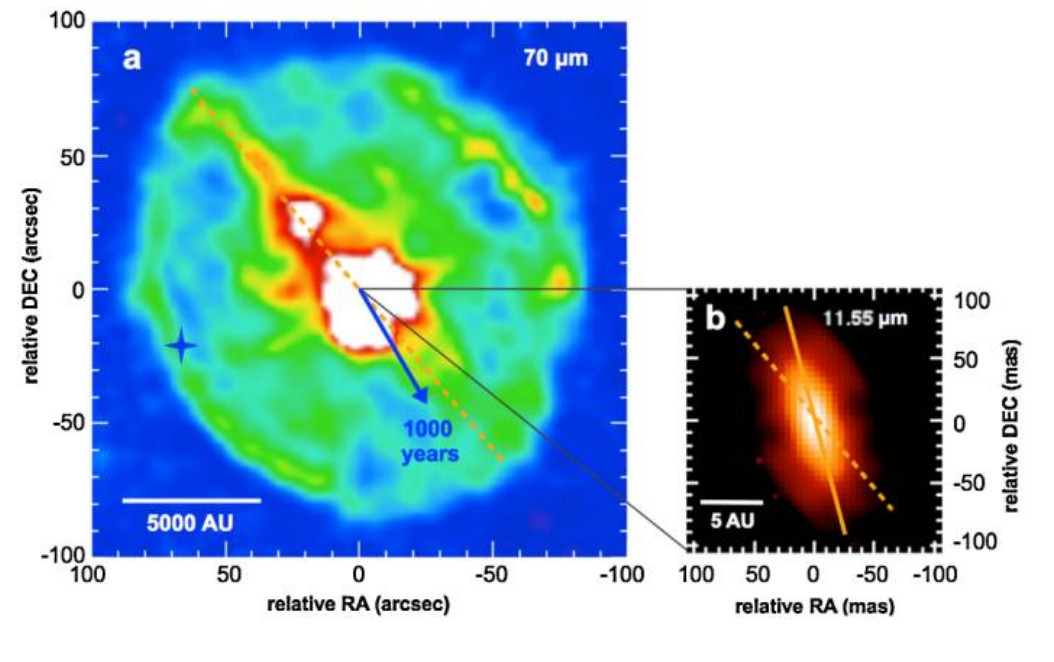 a
70 µm
100
50
0
-50
-100
relative DEC (arcsec)
1000
years
5000 AU
100
50
0
-50
-100
relative RA (arcsec)
b
11.55 µm
100
50
0
-50
-100
relative DEC (mas)
5 AU
100
50
0
-50
-100
relative RA (mas)